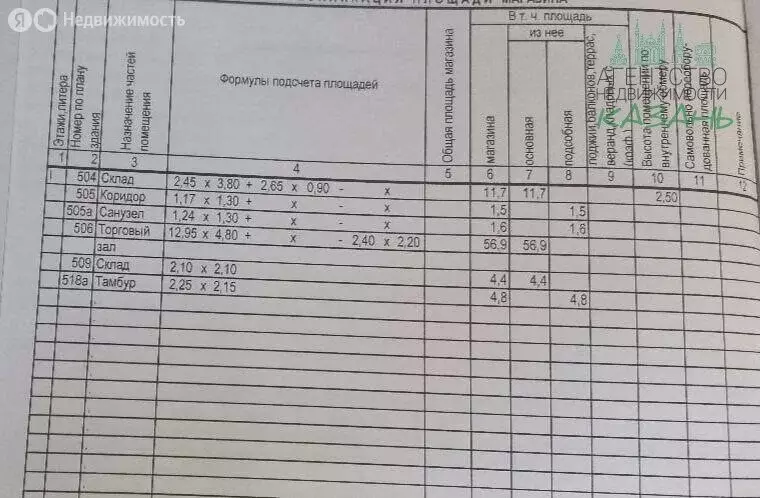 Я Недвижимость
ПЛОЩАДИ МАГАЗИНА
Этажи, литера
Номер по плану здания
Назначение частей помещения
Формулы подсчета площадей
Общая площадь магазина
В т. ч. площадь
из нее
магазина
основная
подсобная
Высота помещений по внутреннему обмеру
Самовольно переоборудованная площадь
Примечание
АГЕНТСТВО
НЕДВИЖИМОСТИ
КАЗАНЬ
1 2 3 4 5 6 7 8 9 10 11 12
I 504 Склад 2,45 x 3,80 + 2,65 x 0,90 - x 11,7 11,7 2,50
505 Коридор 1,17 x 1,30 + x - x 1,5 1,5
505а Санузел 1,24 x 1,30 + x - x 1,6 1,6
506 Торговый зал 12,95 x 4,80 + x - 2,40 x 2,20 56,9 56,9
509 Склад 2,10 x 2,10 4,4 4,4
518а Тамбур 2,25 x 2,15 4,8 4,8